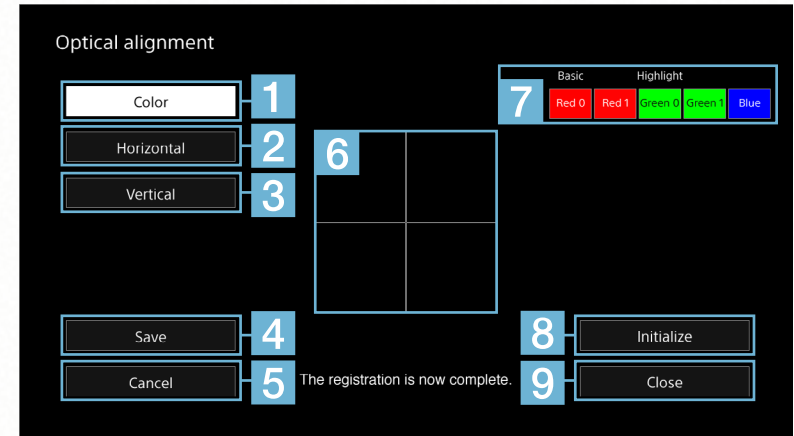 Optical alignment
Basic Highlight
Color 1
7 Red 0 Red 1 Green 0 Green 1 Blue
Horizontal 2
6
Vertical 3
Save 4
8 Initialize
Cancel 5
The registration is now complete.
9 Close